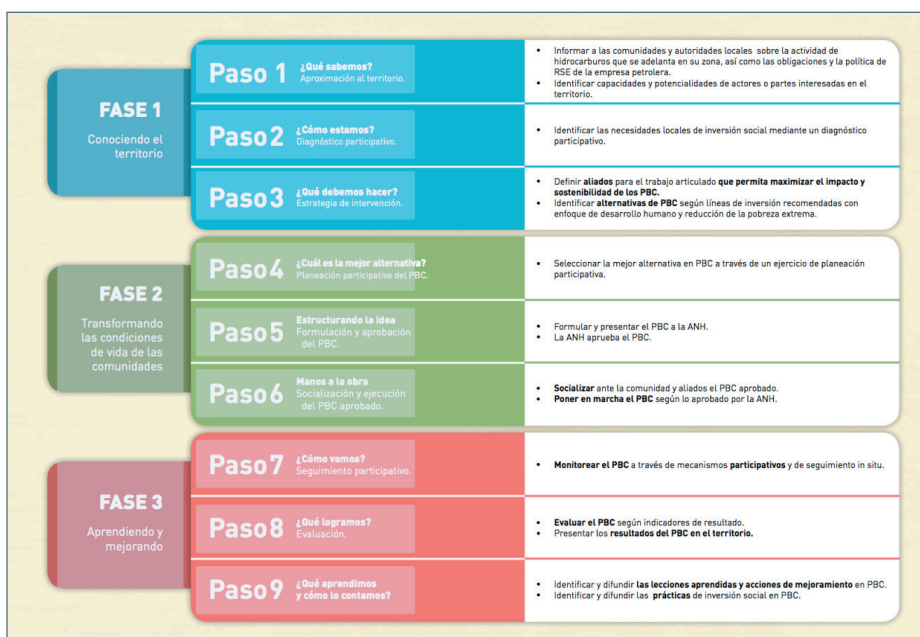 FASE 1
Conociendo el
territorio
Paso 1
¿Qué sabemos?
Aproximación al territorio.
• Informar a las comunidades y autoridades locales sobre la actividad de
hidrocarburos que se adelanta en su zona, así como las obligaciones y la política de
RSE de la empresa petrolera.
• Identificar capacidades y potencialidades de actores o partes interesadas en el
territorio.
Paso2
¿Cómo estamos?
Diagnóstico participativo.
• Identificar las necesidades locales de inversión social mediante un diagnóstico
participativo.
Paso3
¿Qué debemos hacer?
Estrategia de intervención.
• Definir aliados para el trabajo articulado que permita maximizar el impacto y
sostenibilidad de los PBC.
• Identificar alternativas de PBC según líneas de inversión recomendadas con
enfoque de desarrollo humano y reducción de la pobreza extrema.
FASE 2
Transformando
las condiciones
de vida de las
comunidades
Paso4
¿Cuál es la mejor alternativa?
Planeación participativa del PBC.
• Seleccionar la mejor alternativa en PBC a través de un ejercicio de planeación
participativa.
Paso5
Estructurando la idea
Formulación y aprobación
del PBC.
• Formular y presentar el PBC a la ANH.
• La ANH aprueba el PBC.
Paso6
Manos a la obra
Socialización y ejecución
del PBC aprobado.
• Socializar ante la comunidad y aliados el PBC aprobado.
• Poner en marcha el PBC según lo aprobado por la ANH.
FASE 3
Aprendiendo y
mejorando
Paso7
¿Cómo vamos?
Seguimiento participativo.
• Monitorear el PBC a través de mecanismos participativos y de seguimiento in situ.
Paso8
¿Qué logramos?
Evaluación.
• Evaluar el PBC según indicadores de resultado.
• Presentar los resultados del PBC en el territorio.
Paso9
¿Qué aprendimos
y cómo lo contamos?
• Identificar y difundir las lecciones aprendidas y acciones de mejoramiento en PBC.
• Identificar y difundir las prácticas de inversión social en PBC.